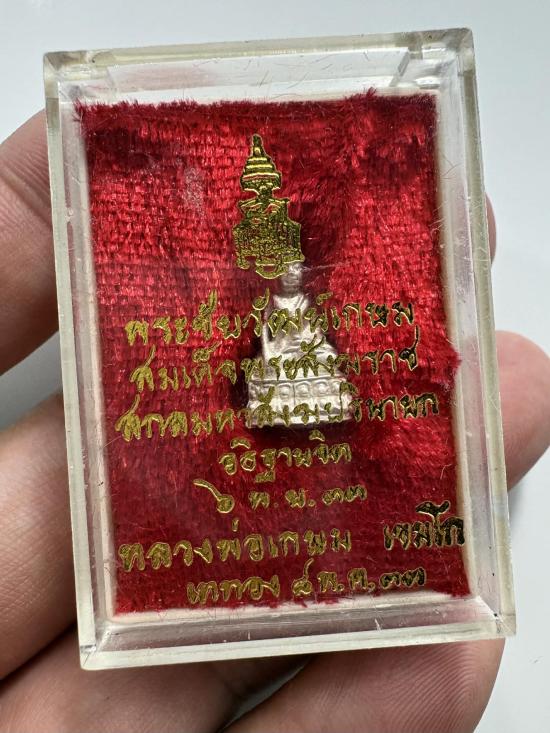 พระชัยวัฒน์เกษม
สมเด็จพระสังฆราช
สกลมหาสังฆปริณายก
อธิฐานจิต
๖ ก.พ. ๓๓
หลวงพ่อเกษม เขมโก
เททอง ๘ พ.ค, ๓๓